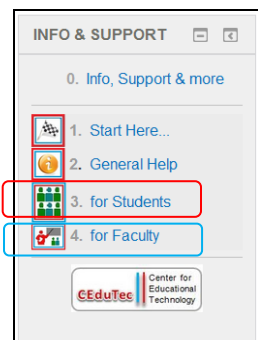 INFO & SUPPORT
0. Info, Support & more
1. Start Here...
2. General Help
3. for Students
4. for Faculty
CEduTec
Center for
Educational
Technology